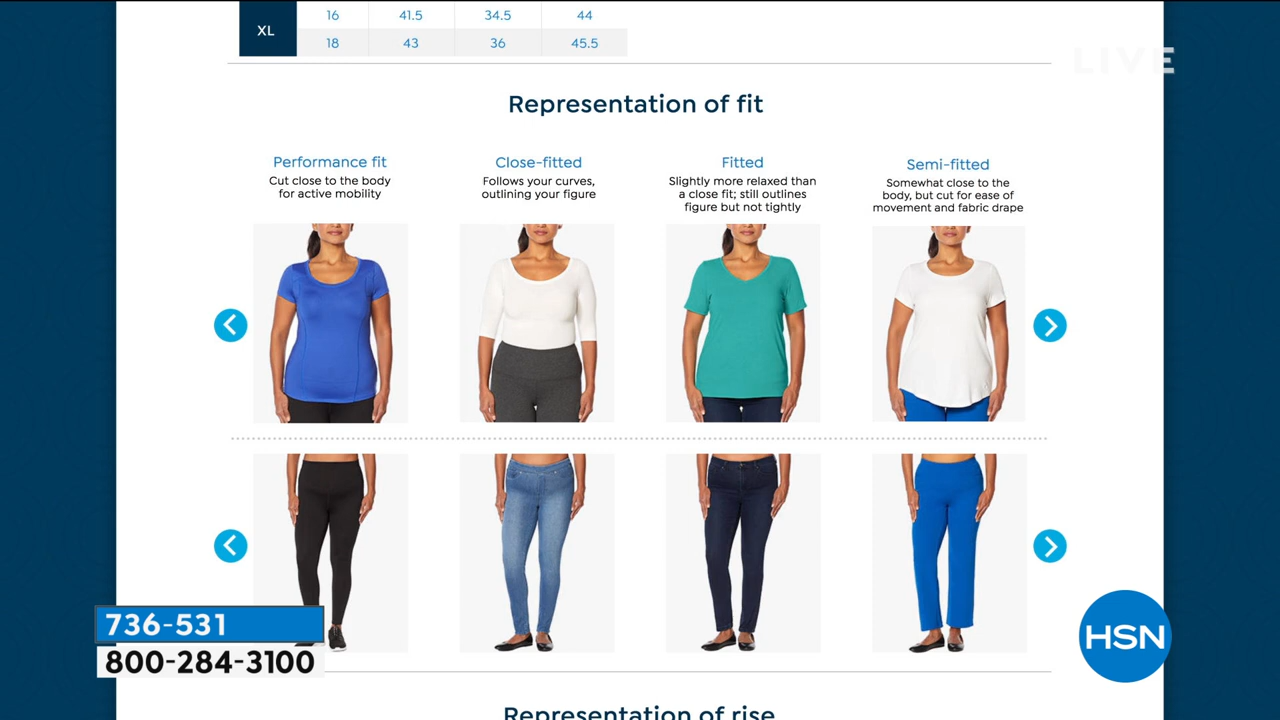 XL
16 41.5 34.5 44
18 43 36 45.5
LIVE
Representation of fit
Performance fit
Cut close to the body
for active mobility
Close-fitted
Follows your curves,
outlining your figure
Fitted
Slightly more relaxed than
a close fit; still outlines
figure but not tightly
Semi-fitted
Somewhat close to the
body, but cut for ease of
movement and fabric drape
736-531
800-284-3100
HSN
Representation of rise